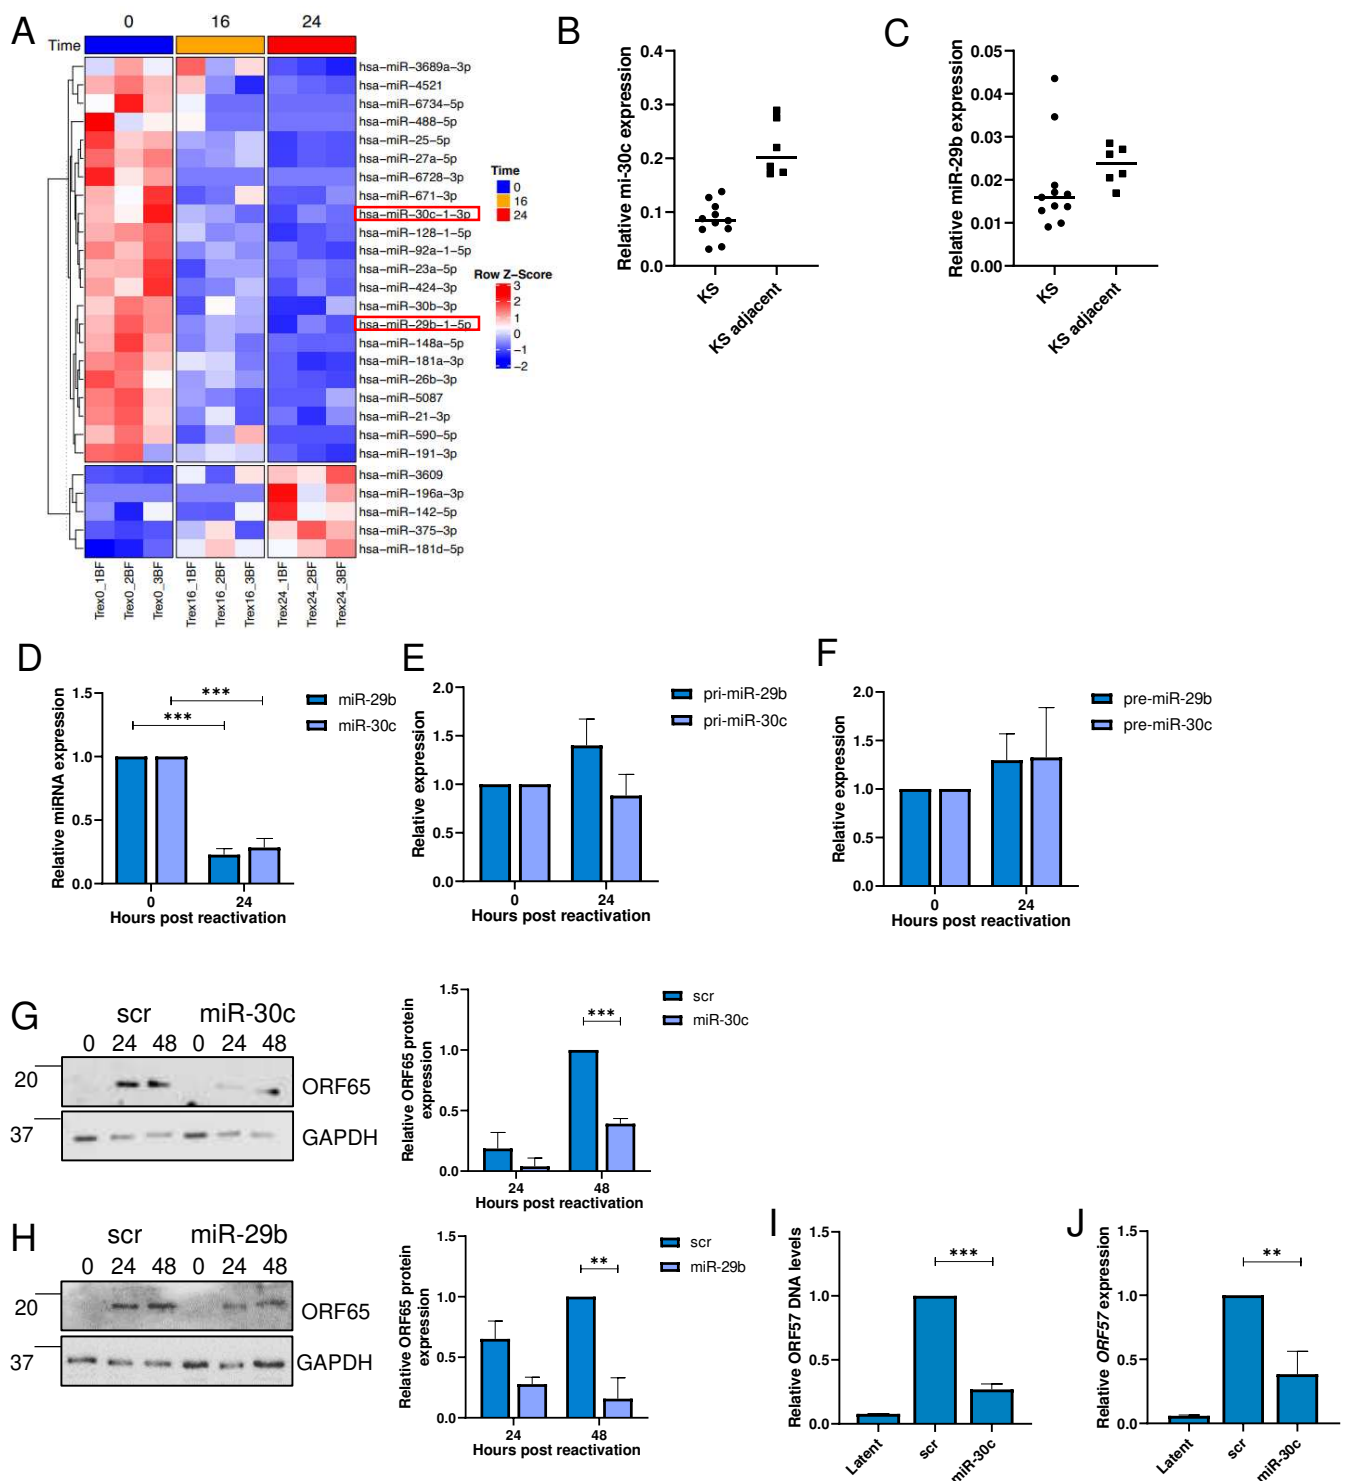 A
0 16 24
Time
hsa-miR-3689a-3p
hsa-miR-4521
hsa-miR-6734-5p
hsa-miR-488-5p
hsa-miR-25-5p
hsa-miR-27a-5p
hsa-miR-6728-3p
hsa-miR-671-3p
hsa-miR-30c-1-3p
hsa-miR-128-1-5p
hsa-miR-92a-1-5p
hsa-miR-23a-5p
hsa-miR-424-3p
hsa-miR-30b-3p
hsa-miR-29b-1-5p
hsa-miR-148a-5p
hsa-miR-181a-3p
hsa-miR-26b-3p
hsa-miR-5087
hsa-miR-21-3p
hsa-miR-590-5p
hsa-miR-191-3p
hsa-miR-3609
hsa-miR-196a-3p
hsa-miR-142-5p
hsa-miR-375-3p
hsa-miR-181d-5p
Trex0_1BF
Trex0_2BF
Trex0_3BF
Trex16_1BF
Trex16_2BF
Trex16_3BF
Trex24_1BF
Trex24_2BF
Trex24_3BF
Time
0
16
24
Row Z-Score
3
2
1
0
-1
-2
B
Relative mi-30c expression
0.4
0.3
0.2
0.1
0.0
KS
KS adjacent
C
Relative miR-29b expression
0.05
0.04
0.03
0.02
0.01
0.00
KS
KS adjacent
D
Relative miRNA expression
1.5
1.0
0.5
0.0
***
***
0 24
Hours post reactivation
miR-29b
miR-30c
E
Relative expression
2.0
1.5
1.0
0.5
0.0
0 24
Hours post reactivation
pri-miR-29b
pri-miR-30c
F
Relative expression
2.0
1.5
1.0
0.5
0.0
0 24
Hours post reactivation
pre-miR-29b
pre-miR-30c
G
scr miR-30c
0 24 48 0 24 48
20
ORF65
37
GAPDH
Relative ORF65 protein
expression
1.5
1.0
0.5
0.0
***
24 48
Hours post reactivation
scr
miR-30c
H
scr miR-29b
0 24 48 0 24 48
20
ORF65
37
GAPDH
Relative ORF65 protein
expression
1.5
1.0
0.5
0.0
**
24 48
Hours post reactivation
scr
miR-29b
I
Relative ORF57 DNA levels
1.5
1.0
0.5
0.0
***
Latent
scr
miR-30c
J
Relative ORF57 expression
1.5
1.0
0.5
0.0
**
Latent
scr
miR-30c